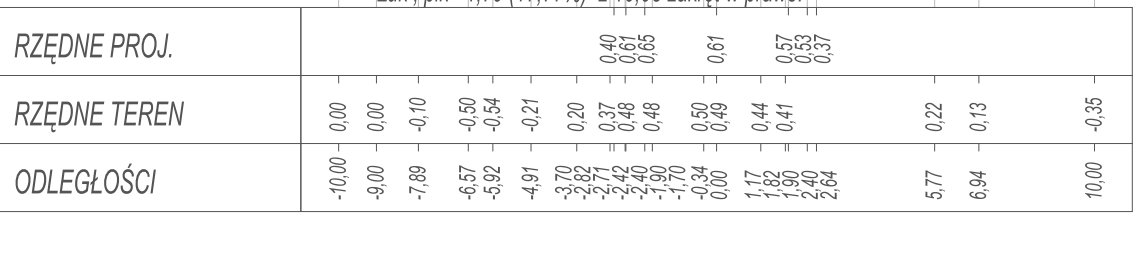 RZĘDNE PROJ. 0,40 0,61 0,65 0,61 0,57 0,53 0,37
RZĘDNE TEREN 0,00 0,00 -0,10 -0,50 -0,54 -0,21 0,20 0,37 0,48 0,48 0,50 0,49 0,44 0,41 0,22 0,13 -0,35
ODLEGŁOŚCI -10,00 -9,00 -7,89 -6,57 -5,92 -4,91 -3,70 -2,82 -2,71 -2,42 -2,40 -1,90 -1,70 -0,34 0,00 1,17 1,82 1,90 2,40 2,64 5,77 6,94 10,00